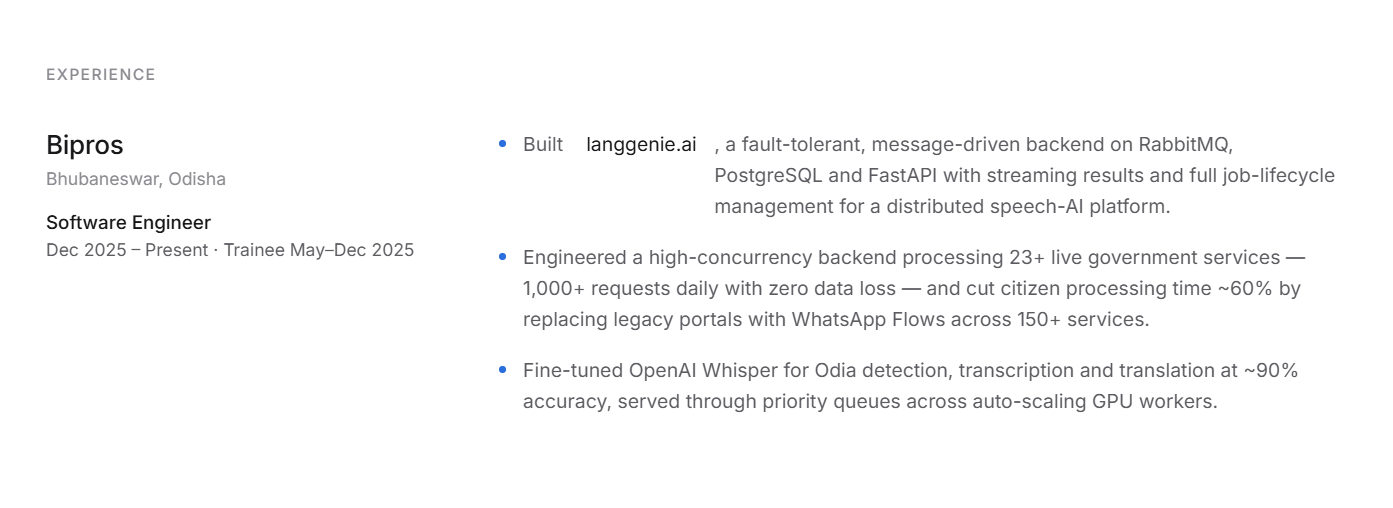 EXPERIENCE
Bipros
Bhubaneswar, Odisha
Software Engineer
Dec 2025 – Present · Trainee May–Dec 2025
Built langgenie.ai , a fault-tolerant, message-driven backend on RabbitMQ,
PostgreSQL and FastAPI with streaming results and full job-lifecycle
management for a distributed speech-AI platform.
Engineered a high-concurrency backend processing 23+ live government services —
1,000+ requests daily with zero data loss — and cut citizen processing time ~60% by
replacing legacy portals with WhatsApp Flows across 150+ services.
Fine-tuned OpenAI Whisper for Odia detection, transcription and translation at ~90%
accuracy, served through priority queues across auto-scaling GPU workers.